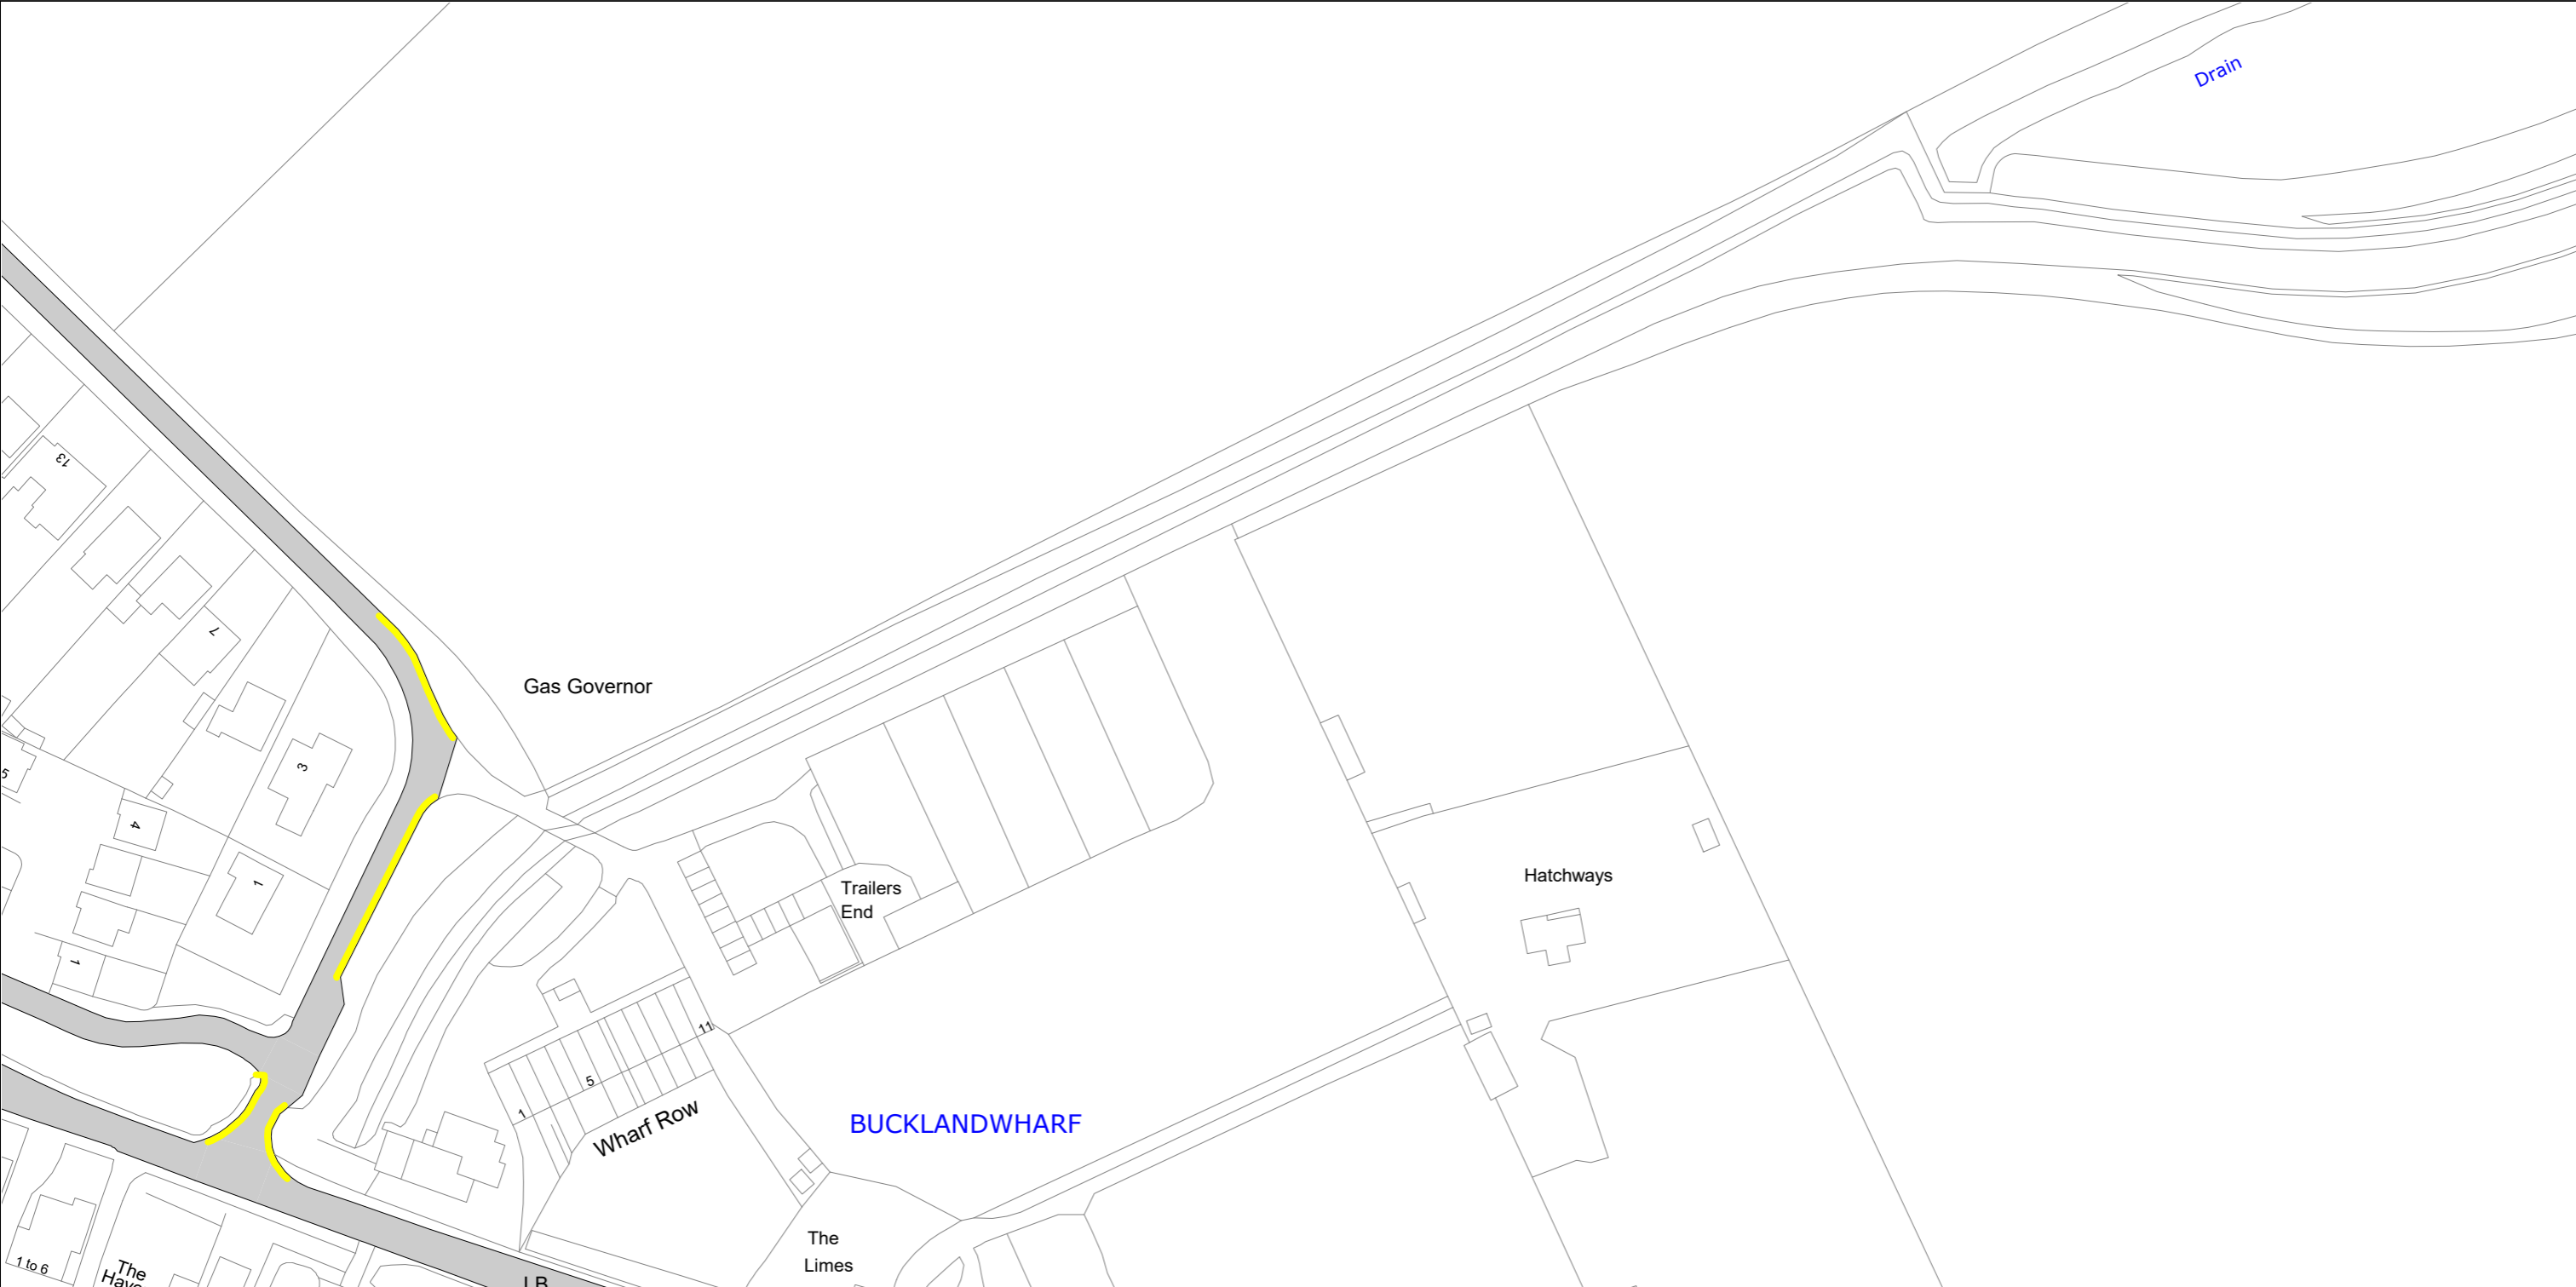 Drain
13
7
Gas Governor
3
5
4
1
Trailers
End
Hatchways
1
11
5
1
Wharf Row
BUCKLANDWHARF
The
Limes
1 to 6
The
LB